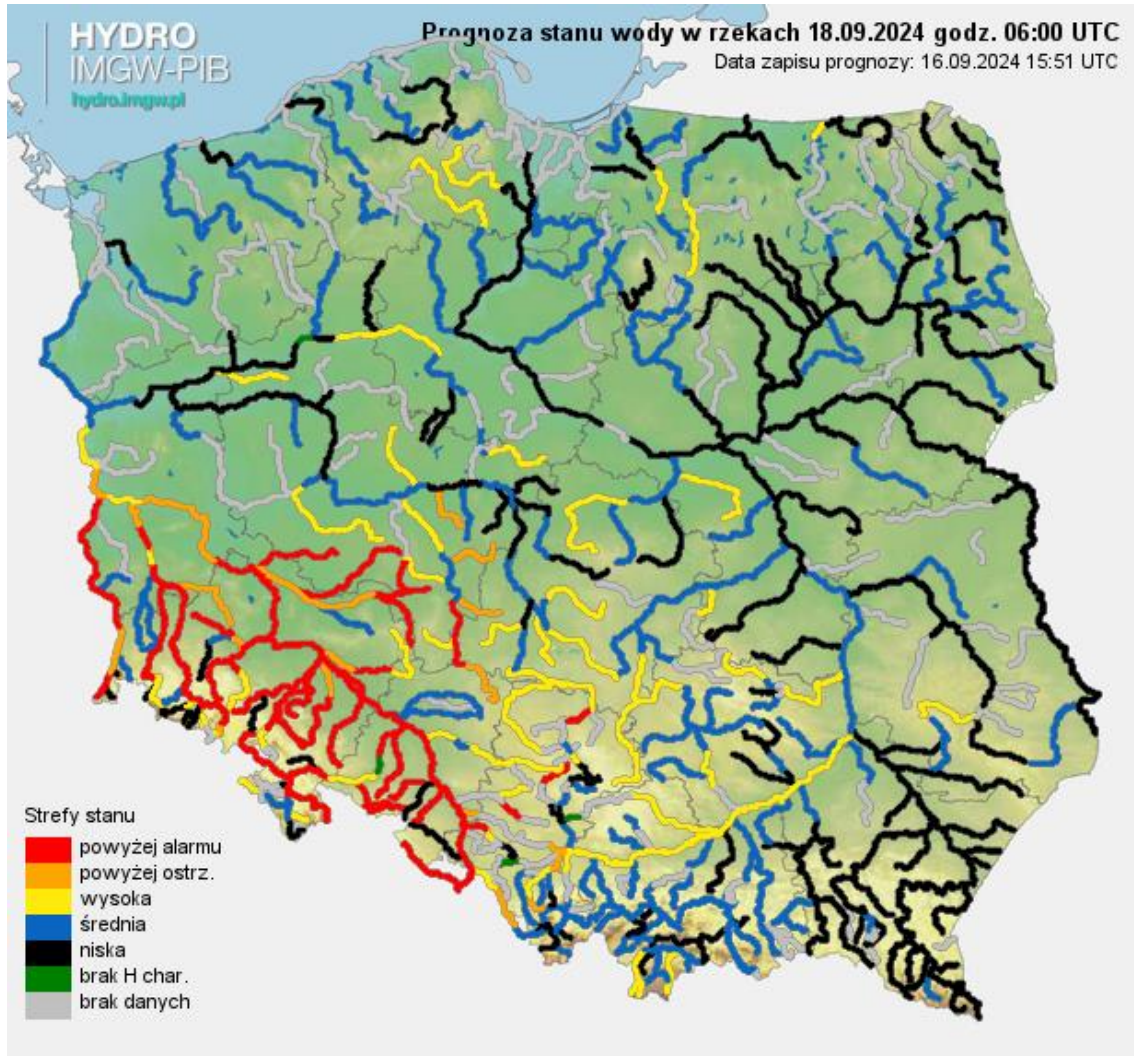 HYDRO
IMGW-PIB
hydro.imgw.pl
Prognoza stanu wody w rzekach 18.09.2024 godz. 06:00 UTC
Data zapisu prognozy: 16.09.2024 15:51 UTC
Strefy stanu
powyżej alarmu
powyżej ostrz.
wysoka
średnia
niska
brak H char.
brak danych